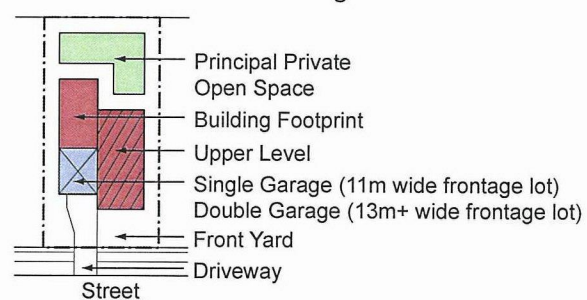 Principal Private
Open Space
Building Footprint
Upper Level
Single Garage (11m wide frontage lot)
Double Garage (13m+ wide frontage lot)
Front Yard
Driveway
Street